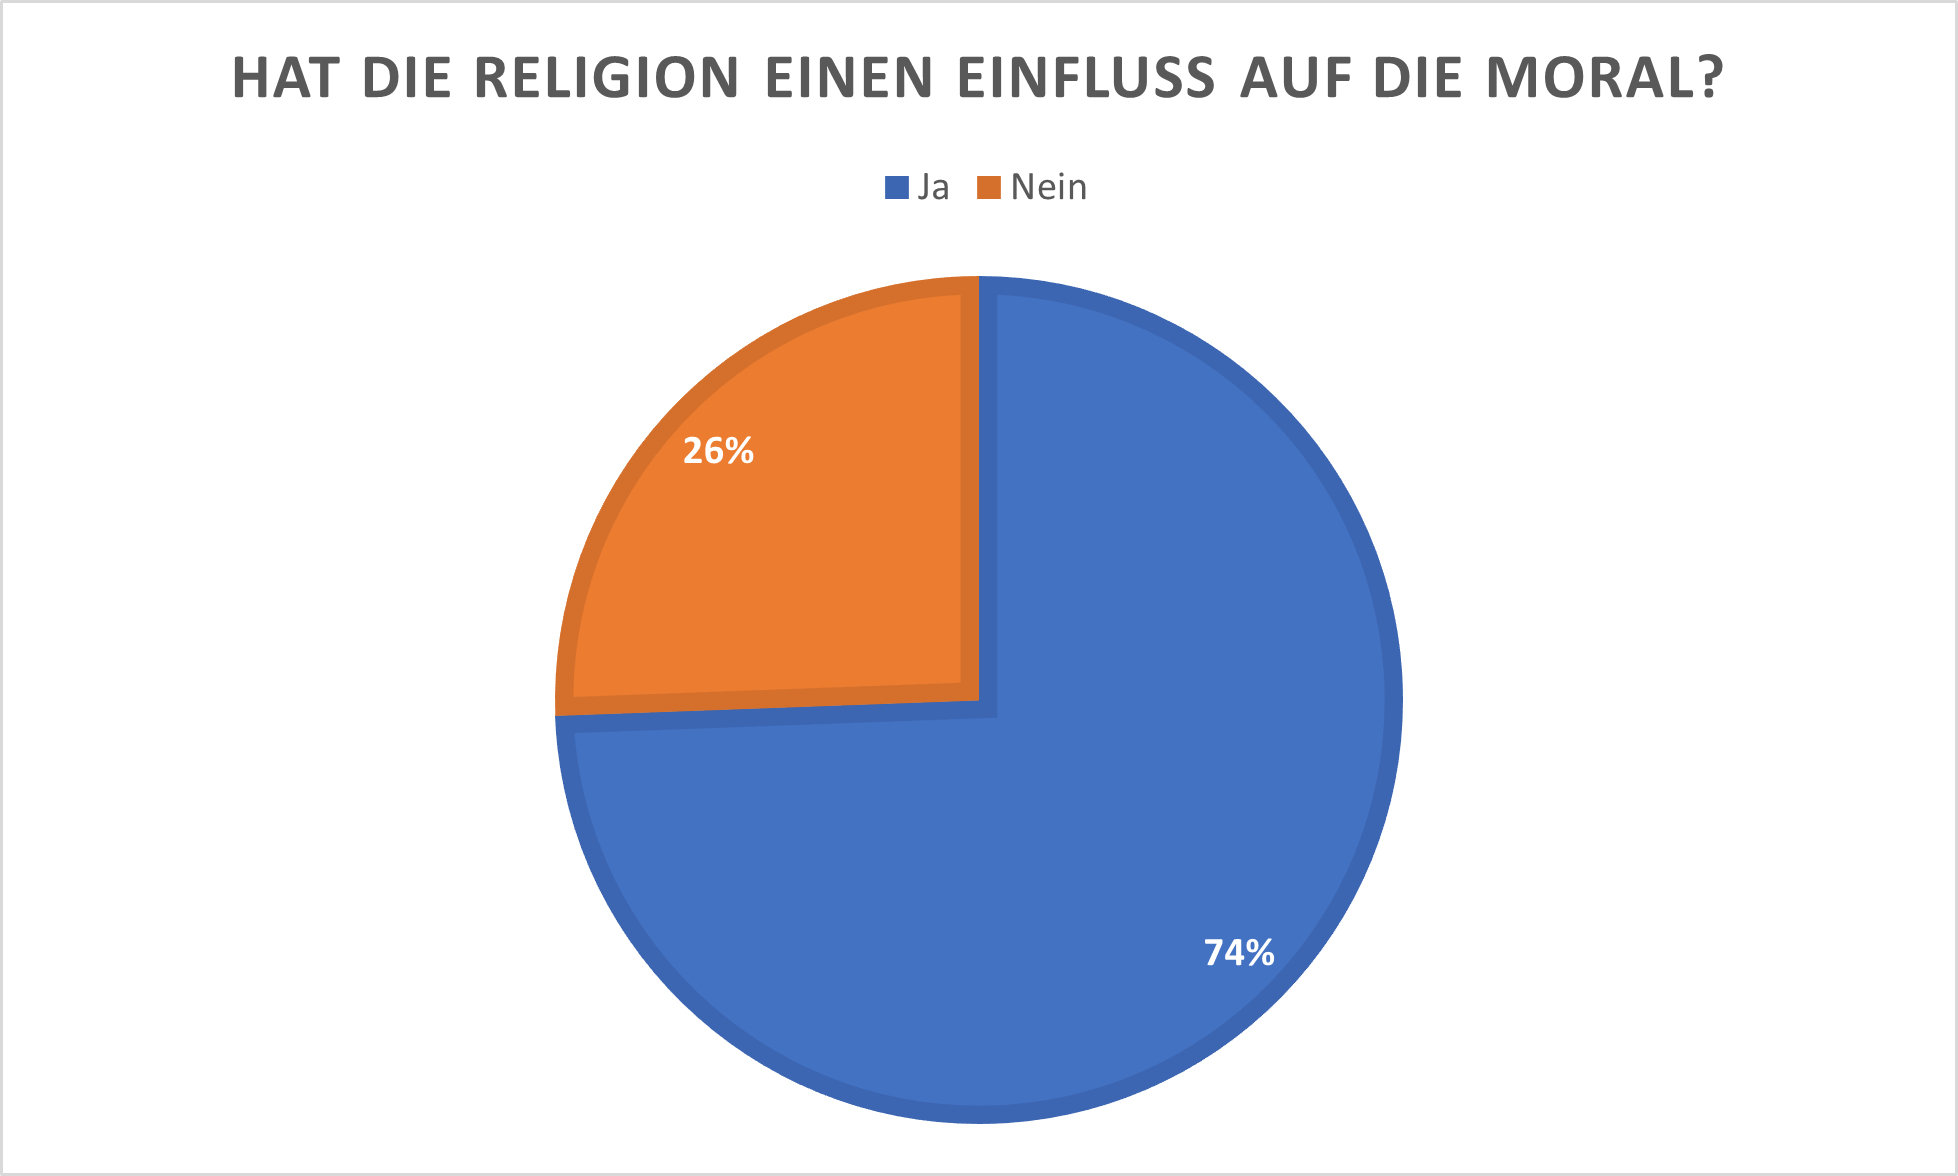 HAT DIE RELIGION EINEN EINFLUSS AUF DIE MORAL?
Ja Nein
26%
74%